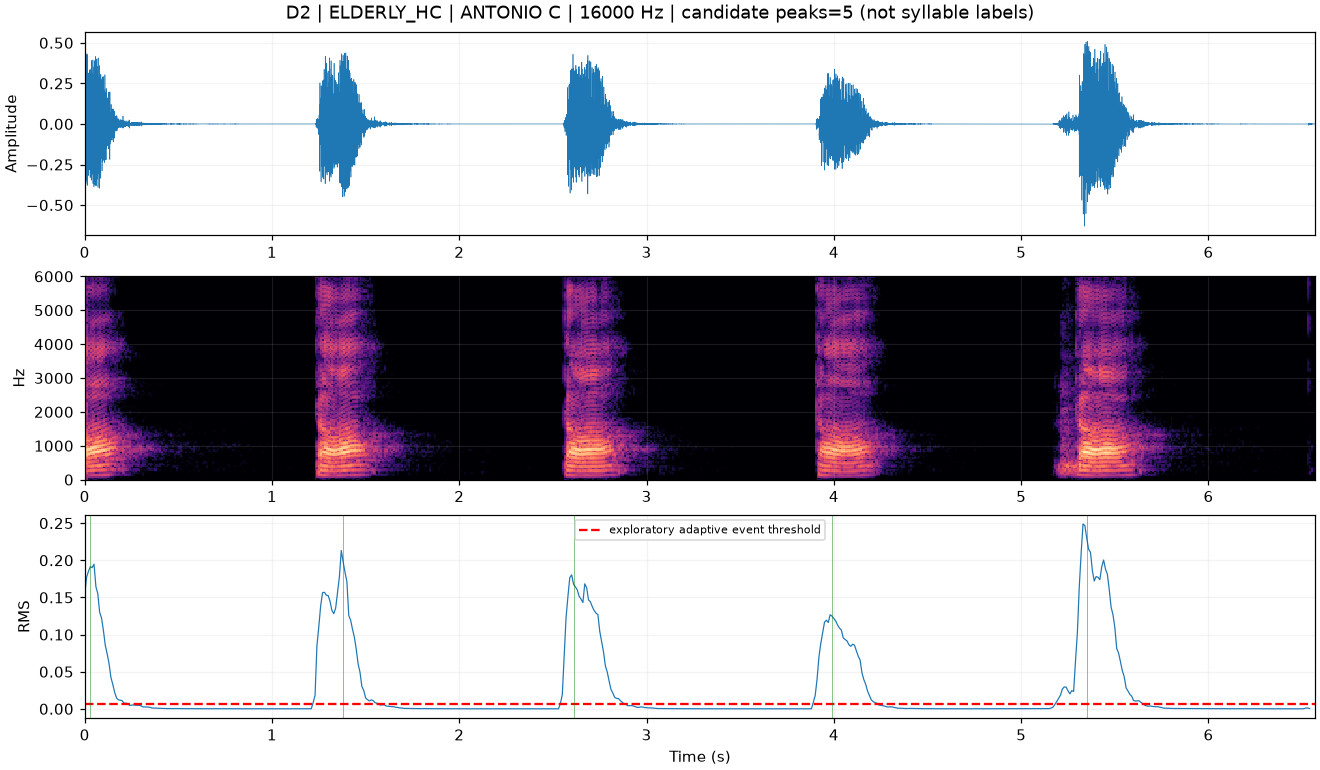 D2 | ELDERLY_HC | ANTONIO C | 16000 Hz | candidate peaks=5 (not syllable labels)
0.50
0.25
0.00
−0.25
−0.50
Amplitude
0 1 2 3 4 5 6
6000
5000
4000
3000
2000
1000
0
Hz
0 1 2 3 4 5 6
exploratory adaptive event threshold
0.25
0.20
0.15
0.10
0.05
0.00
RMS
0 1 2 3 4 5 6
Time (s)